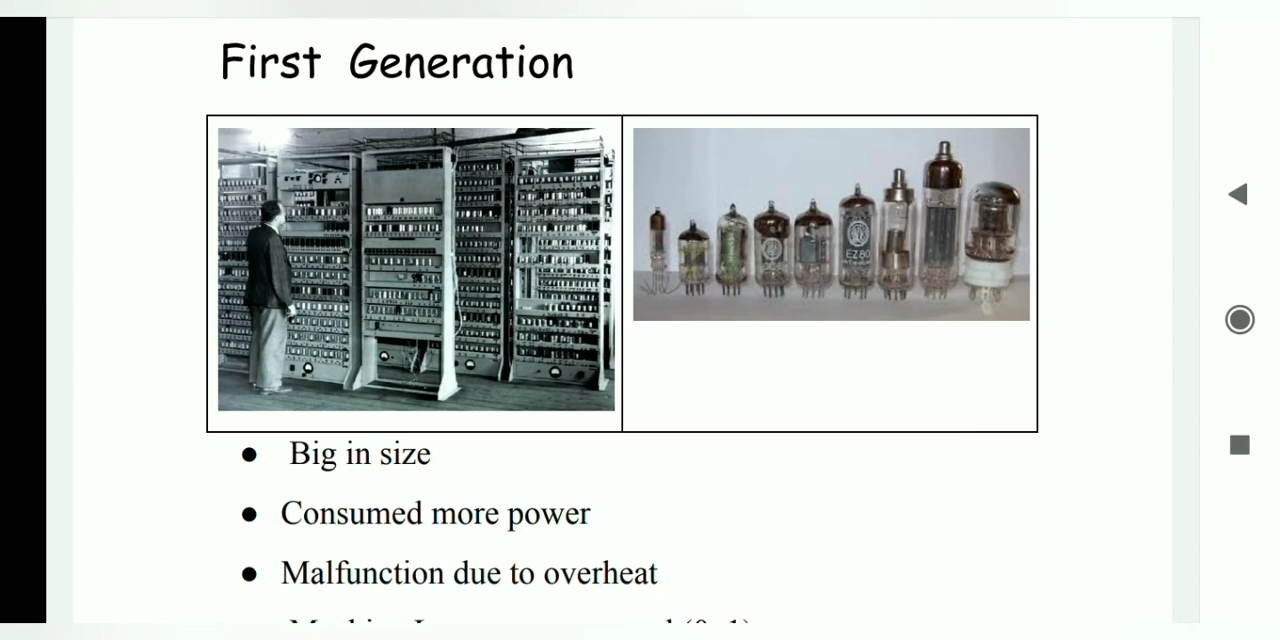 First Generation
EZ80
Big in size
Consumed more power
Malfunction due to overheat